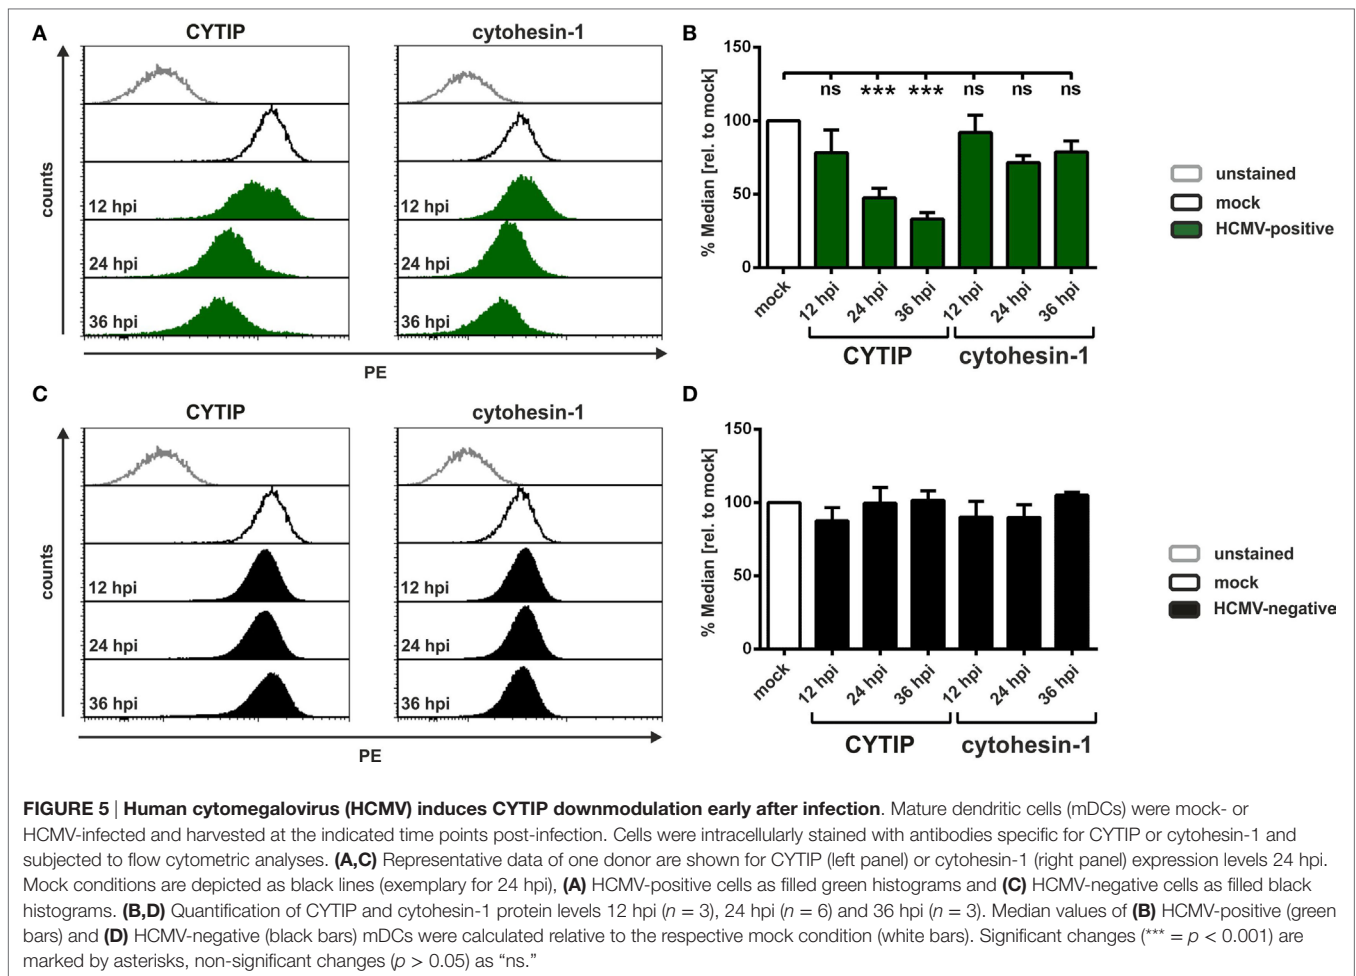 A
CYTIP
cytohesin-1
counts
12 hpi
12 hpi
24 hpi
24 hpi
36 hpi
36 hpi
PE
B
% Median [rel. to mock]
150
100
50
0
ns *** *** ns ns ns
mock
12 hpi
24 hpi
36 hpi
12 hpi
24 hpi
36 hpi
CYTIP
cytohesin-1
unstained
mock
HCMV-positive
C
CYTIP
cytohesin-1
counts
12 hpi
12 hpi
24 hpi
24 hpi
36 hpi
36 hpi
PE
D
% Median [rel. to mock]
150
100
50
0
mock
12 hpi
24 hpi
36 hpi
12 hpi
24 hpi
36 hpi
CYTIP
cytohesin-1
unstained
mock
HCMV-negative
FIGURE 5 | Human cytomegalovirus (HCMV) induces CYTIP downmodulation early after infection. Mature dendritic cells (mDCs) were mock- or
HCMV-infected and harvested at the indicated time points post-infection. Cells were intracellularly stained with antibodies specific for CYTIP or cytohesin-1 and
subjected to flow cytometric analyses. (A,C) Representative data of one donor are shown for CYTIP (left panel) or cytohesin-1 (right panel) expression levels 24 hpi.
Mock conditions are depicted as black lines (exemplary for 24 hpi), (A) HCMV-positive cells as filled green histograms and (C) HCMV-negative cells as filled black
histograms. (B,D) Quantification of CYTIP and cytohesin-1 protein levels 12 hpi (n = 3), 24 hpi (n = 6) and 36 hpi (n = 3). Median values of (B) HCMV-positive (green
bars) and (D) HCMV-negative (black bars) mDCs were calculated relative to the respective mock condition (white bars). Significant changes (*** = p < 0.001) are
marked by asterisks, non-significant changes (p > 0.05) as “ns.”